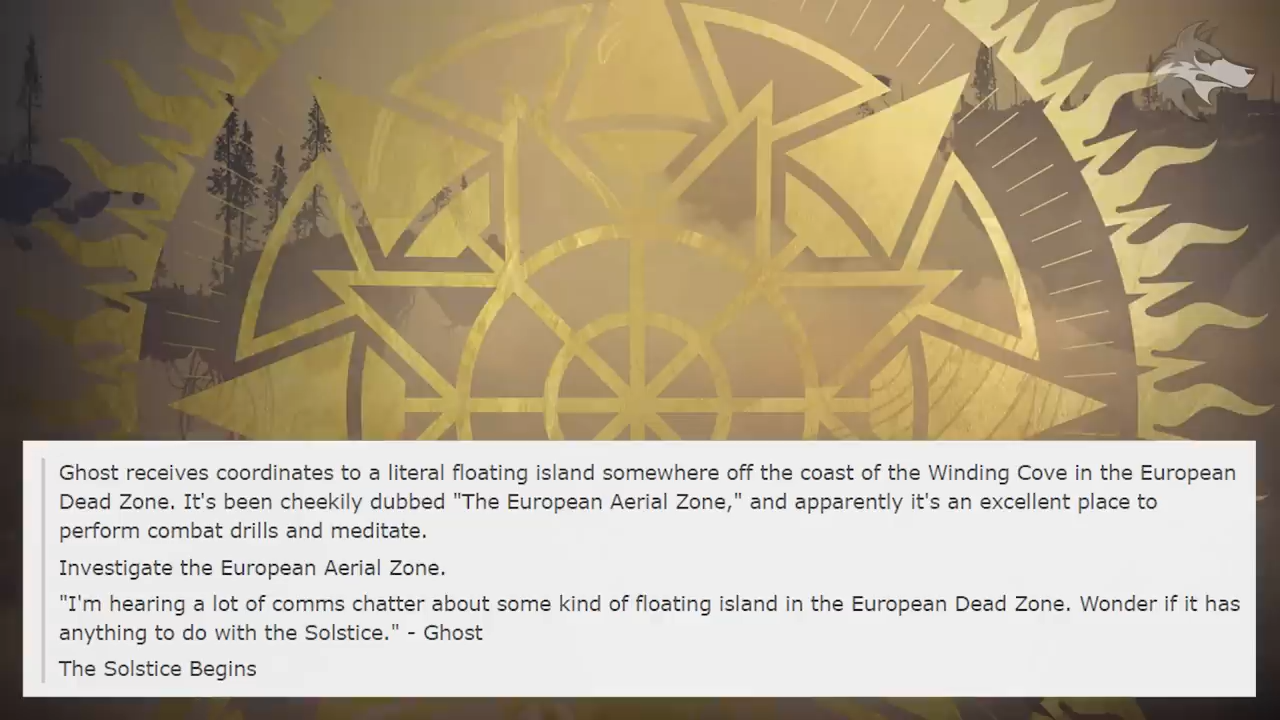 Ghost receives coordinates to a literal floating island somewhere off the coast of the Winding Cove in the European
Dead Zone. It's been cheekily dubbed "The European Aerial Zone," and apparently it's an excellent place to
perform combat drills and meditate.
Investigate the European Aerial Zone.
"I'm hearing a lot of comms chatter about some kind of floating island in the European Dead Zone. Wonder if it has
anything to do with the Solstice." - Ghost
The Solstice Begins